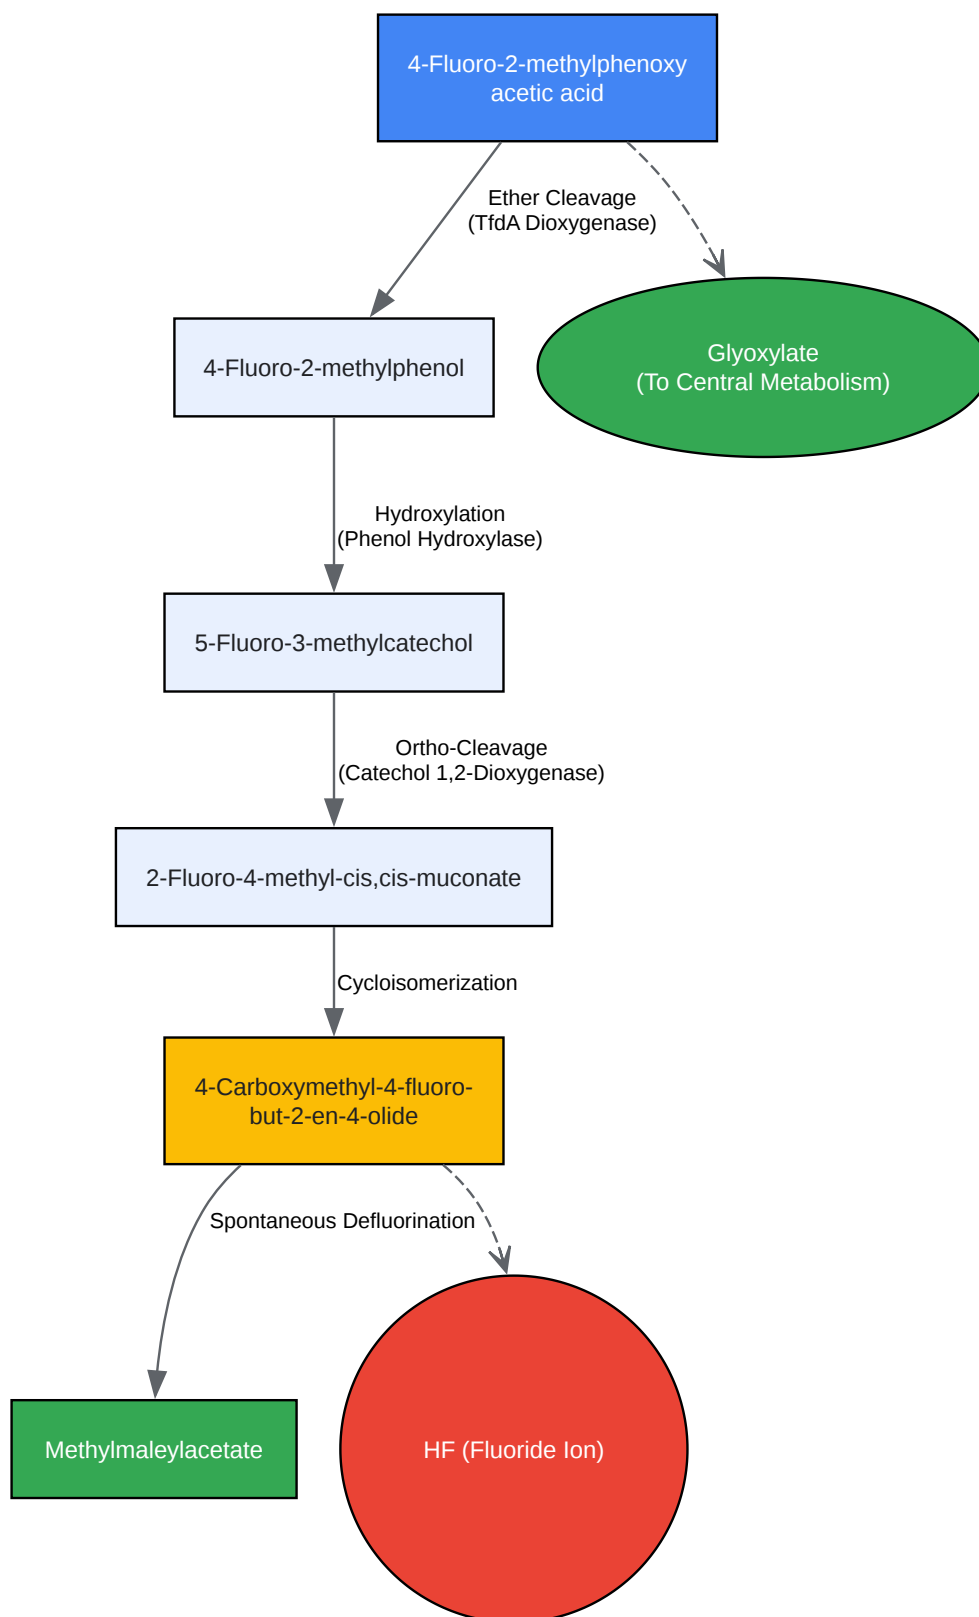 4-Fluoro-2-methylphenoxy
acetic acid
Ether Cleavage
(TfdA Dioxygenase)
4-Fluoro-2-methylphenol
Glyoxylate
(To Central Metabolism)
Hydroxylation
(Phenol Hydroxylase)
5-Fluoro-3-methylcatechol
Ortho-Cleavage
(Catechol 1,2-Dioxygenase)
2-Fluoro-4-methyl-cis,cis-muconate
Cycloisomerization
4-Carboxymethyl-4-fluoro-
but-2-en-4-olide
Spontaneous Defluorination
Methylmaleylacetate
HF (Fluoride Ion)